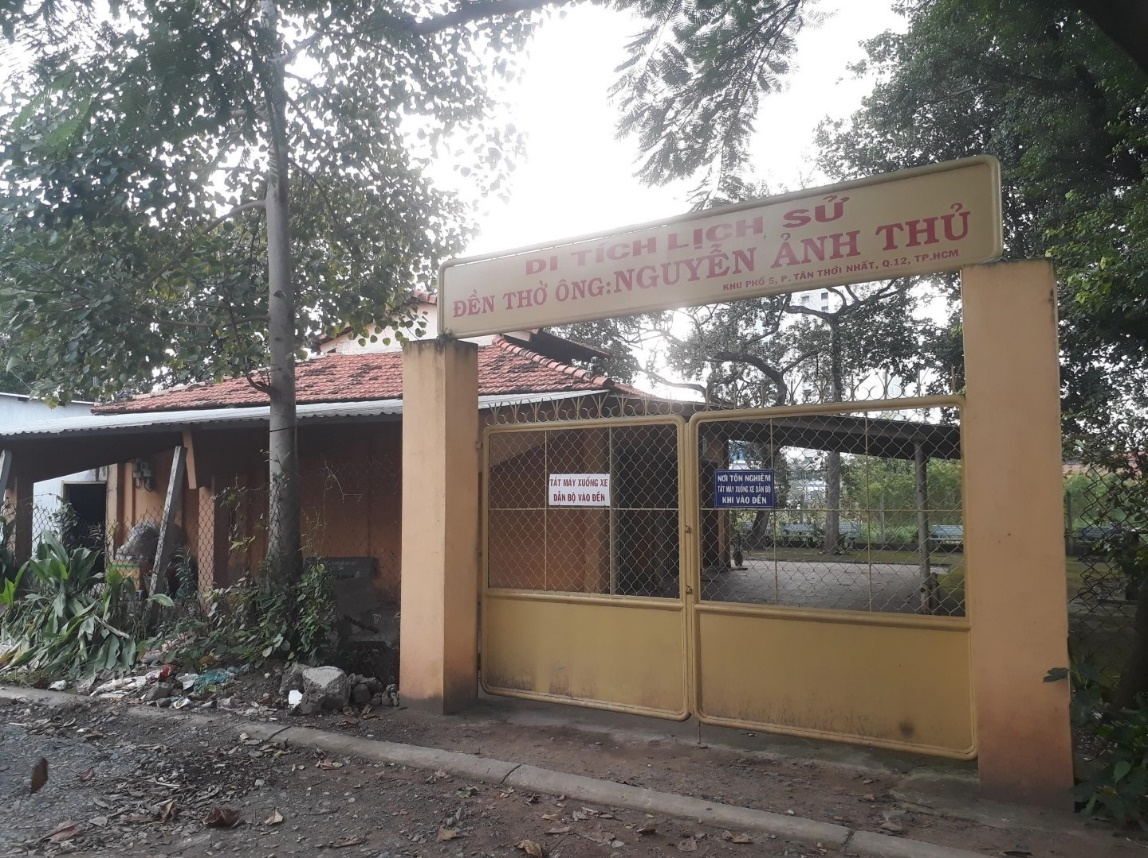 DI TÍCH LỊCH SỬ
ĐỀN THỜ ÔNG:NGUYỄN ẢNH THỦ
KHU PHỐ 5, P. TÂN THỚI NHẤT, Q.12, TP.HCM
TẮT MÁY XUỐNG XE
DẪN BỘ VÀO ĐỀN
NƠI TÔN NGHIÊM
TẮT MÁY XUỐNG XE DẪN BỘ
KHI VÀO ĐỀN